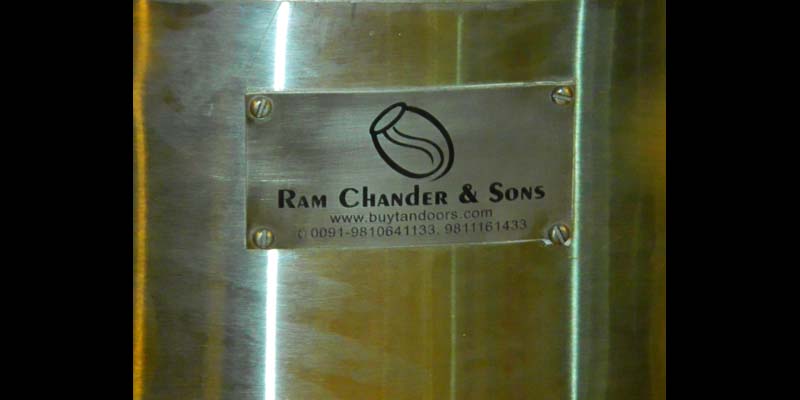 Ram Chander & Sons
www.buytandoors.com
✆ 0091-9810641133, 9811161433